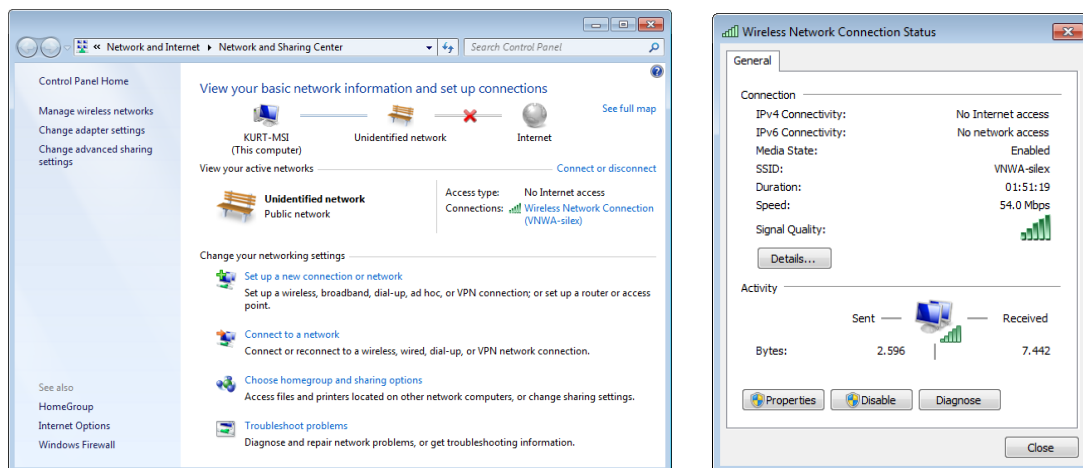 « Network and Internet ▸ Network and Sharing Center
Search Control Panel
Control Panel Home
Manage wireless networks
Change adapter settings
Change advanced sharing
settings
See also
HomeGroup
Internet Options
Windows Firewall
View your basic network information and set up connections
See full map
KURT-MSI
(This computer)
Unidentified network
Internet
View your active networks
Connect or disconnect
Unidentified network
Public network
Access type: No Internet access
Connections: Wireless Network Connection
(VNWA-silex)
Change your networking settings
Set up a new connection or network
Set up a wireless, broadband, dial-up, ad hoc, or VPN connection; or set up a router or access
point.
Connect to a network
Connect or reconnect to a wireless, wired, dial-up, or VPN network connection.
Choose homegroup and sharing options
Access files and printers located on other network computers, or change sharing settings.
Troubleshoot problems
Diagnose and repair network problems, or get troubleshooting information.
Wireless Network Connection Status
General
Connection
IPv4 Connectivity: No Internet access
IPv6 Connectivity: No network access
Media State: Enabled
SSID: VNWA-silex
Duration: 01:51:19
Speed: 54.0 Mbps
Signal Quality:
Details...
Activity
Sent Received
Bytes: 2.596 7.442
Properties Disable Diagnose
Close